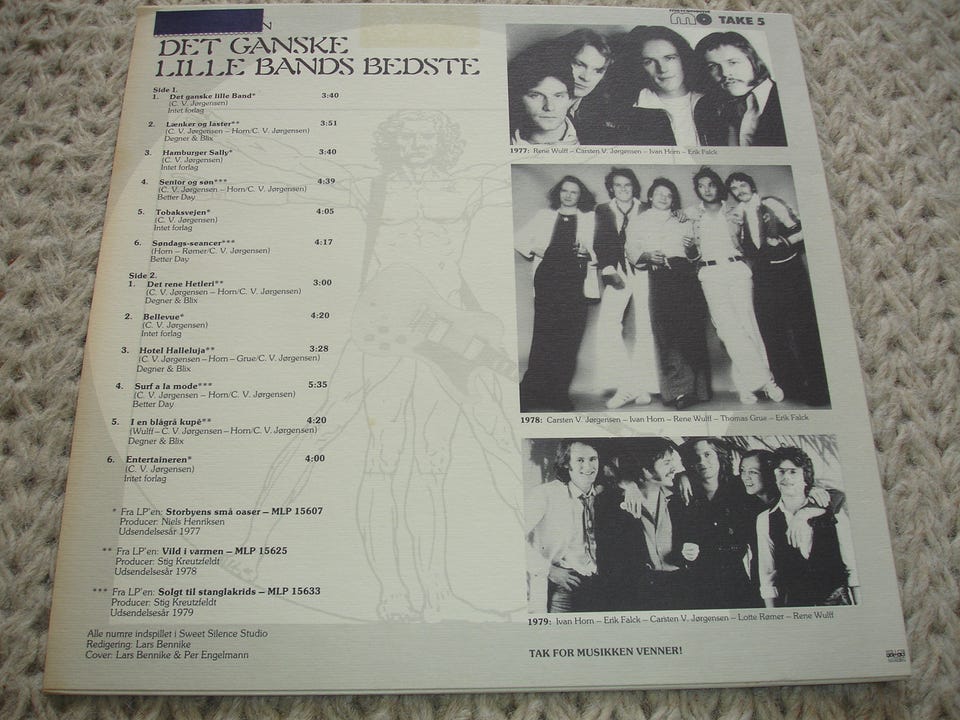 TAKE 5
DET GANSKE
LILLE BANDS BEDSTE
Side 1.
1. Det ganske lille Band* 3:40
(C. V. Jørgensen)
Intet forlag
2. Lænker og laster** 3:51
(C. V. Jørgensen – Horn/C. V. Jørgensen)
Degner & Blix
3. Hamburger Sally* 3:40
(C. V. Jørgensen)
Intet forlag
4. Senior og søn*** 4:39
(C. V. Jørgensen – Horn/C. V. Jørgensen)
Better Day
5. Tobaksvejen* 4:05
(C. V. Jørgensen)
Intet forlag
6. Søndags-seancer*** 4:17
(Horn – Rømer/C. V. Jørgensen)
Better Day
Side 2.
1. Det rene Hetleri** 3:00
(C. V. Jørgensen – Horn/C. V. Jørgensen)
Degner & Blix
2. Bellevue* 4:20
(C. V. Jørgensen)
Intet forlag
3. Hotel Halleluja** 3:28
(C. V. Jørgensen – Horn – Grue/C. V. Jørgensen)
Degner & Blix
4. Surf a la mode*** 5:35
(C. V. Jørgensen – Horn/C. V. Jørgensen)
Better Day
5. I en blågrå kupé** 4:20
(Wulff – C. V. Jørgensen – Horn/C. V. Jørgensen)
Degner & Blix
6. Entertaineren* 4:00
(C. V. Jørgensen)
Intet forlag
* Fra LP'en: Storbyens små oaser – MLP 15607
Producer: Niels Henriksen
Udsendelsesår 1977
** Fra LP'en: Vild i varmen – MLP 15625
Producer: Stig Kreutzfeldt
Udsendelsesår 1978
*** Fra LP'en: Solgt til stanglakrids – MLP 15633
Producer: Stig Kreutzfeldt
Udsendelsesår 1979
Alle numre indspillet i Sweet Silence Studio
Redigering: Lars Bennike
Cover: Lars Bennike & Per Engelmann
1977: Rene Wulff – Carsten V. Jørgensen – Ivan Horn – Erik Falck
1978: Carsten V. Jørgensen – Ivan Horn – Rene Wulff – Thomas Grue – Erik Falck
1979: Ivan Horn – Erik Falck – Carsten V. Jørgensen – Lotte Rømer – Rene Wulff
TAK FOR MUSIKKEN VENNER!